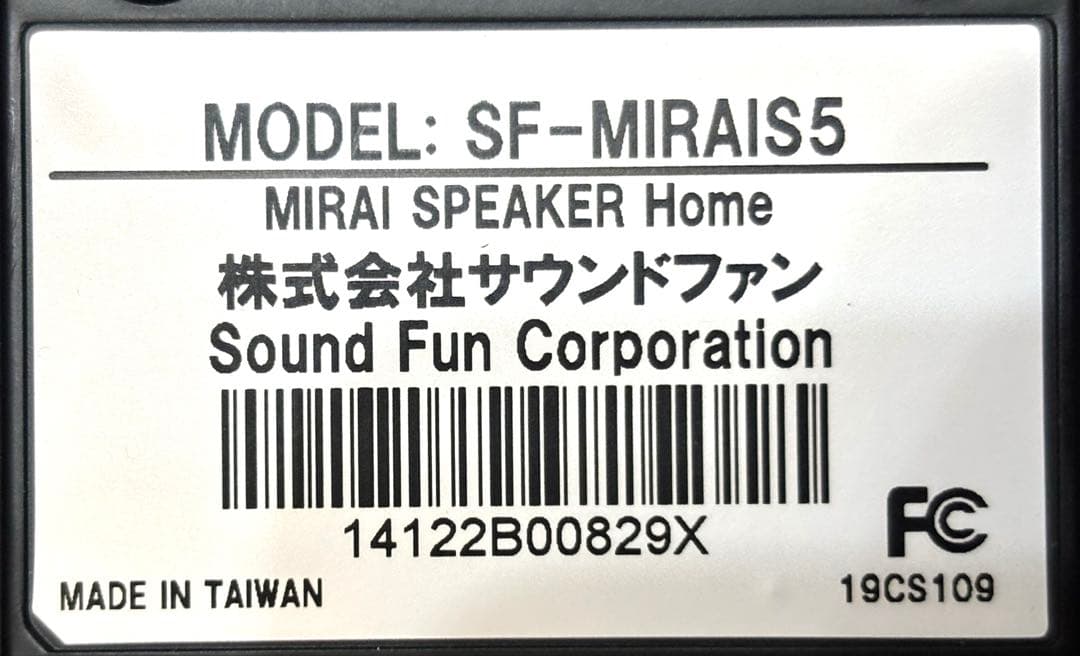 MODEL: SF-MIRAIS5
MIRAI SPEAKER Home
株式会社サウンドファン
Sound Fun Corporation
14122B00829X
FC
MADE IN TAIWAN
19CS109